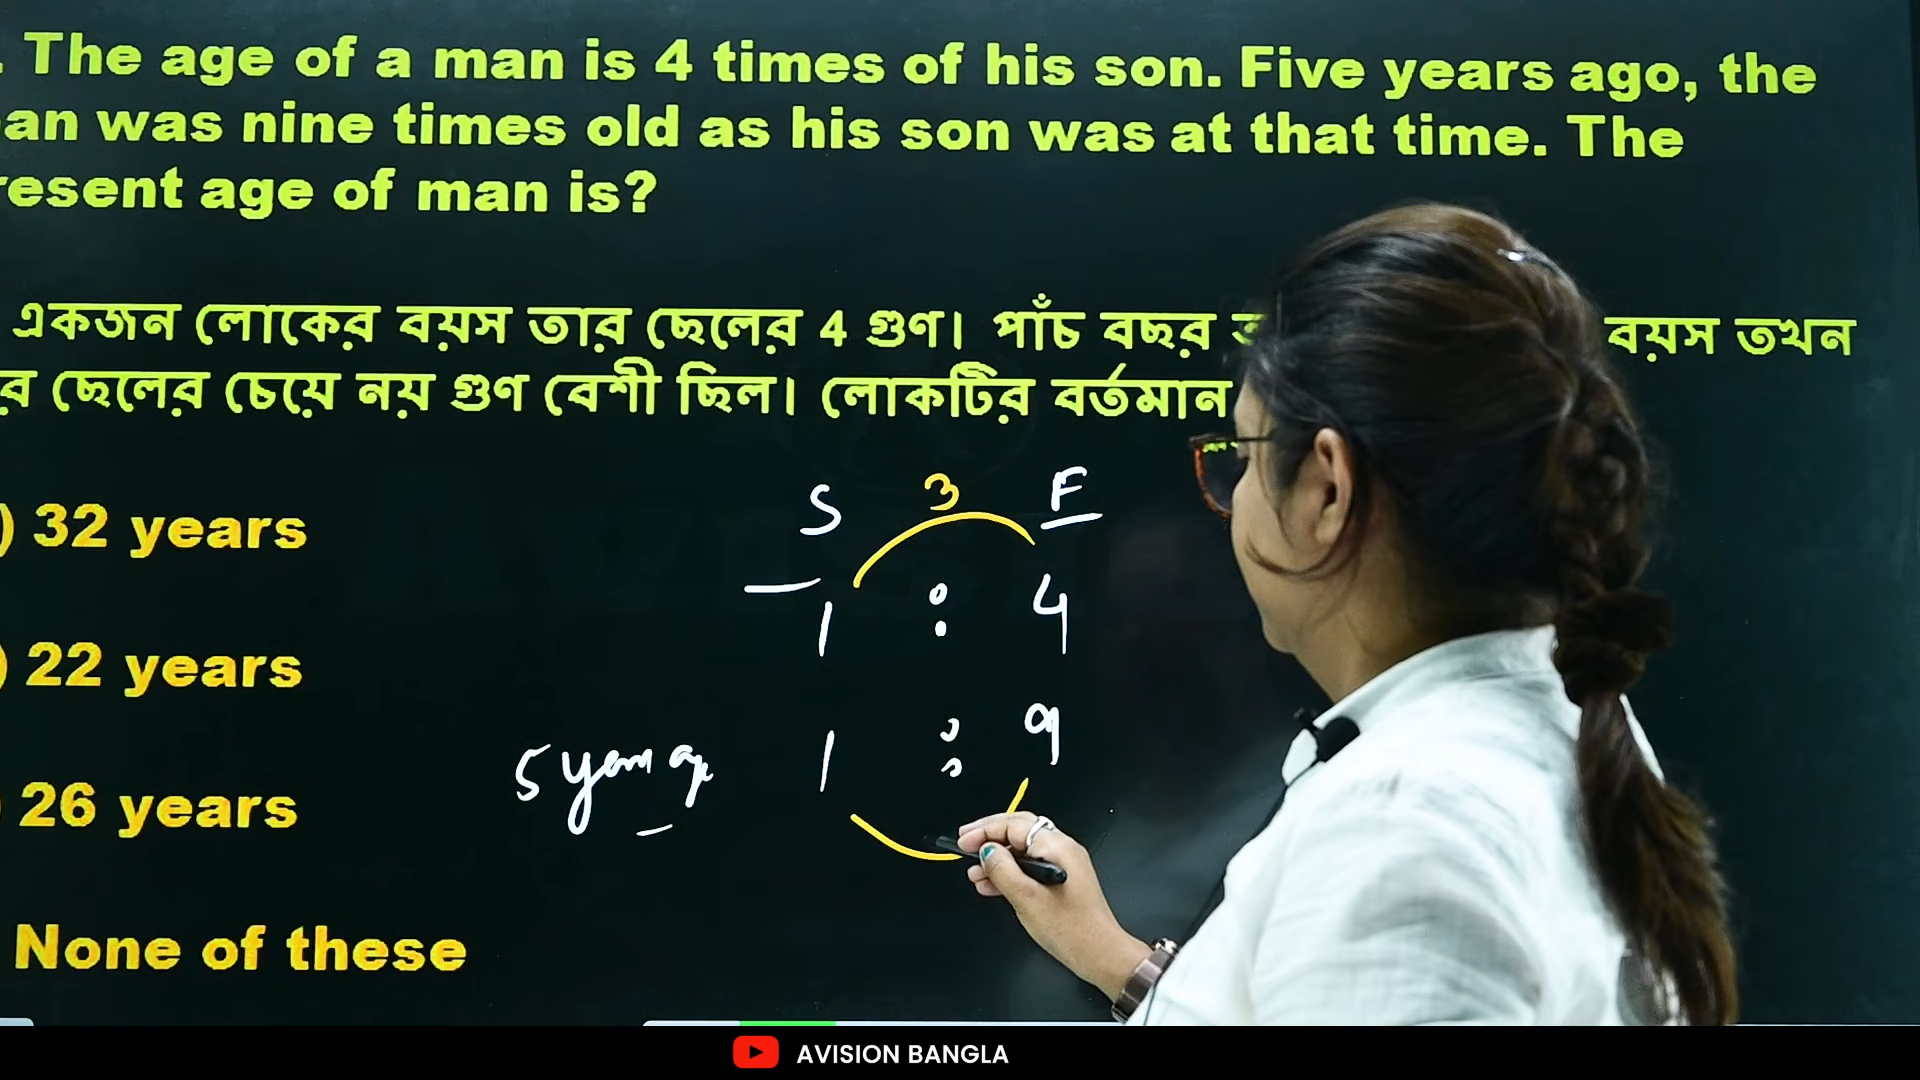 . The age of a man is 4 times of his son. Five years ago, the
an was nine times old as his son was at that time. The
resent age of man is?
একজন লোকের বয়স তার ছেলের 4 গুণ। পাঁচ বছর বয়স তখন
র ছেলের চেয়ে নয় গুণ বেশী ছিল। লোকটির বর্তমান
S 3 F
) 32 years
1 : 4
) 22 years
5 years ago 1 : 9
) 26 years
None of these
AVISION BANGLA